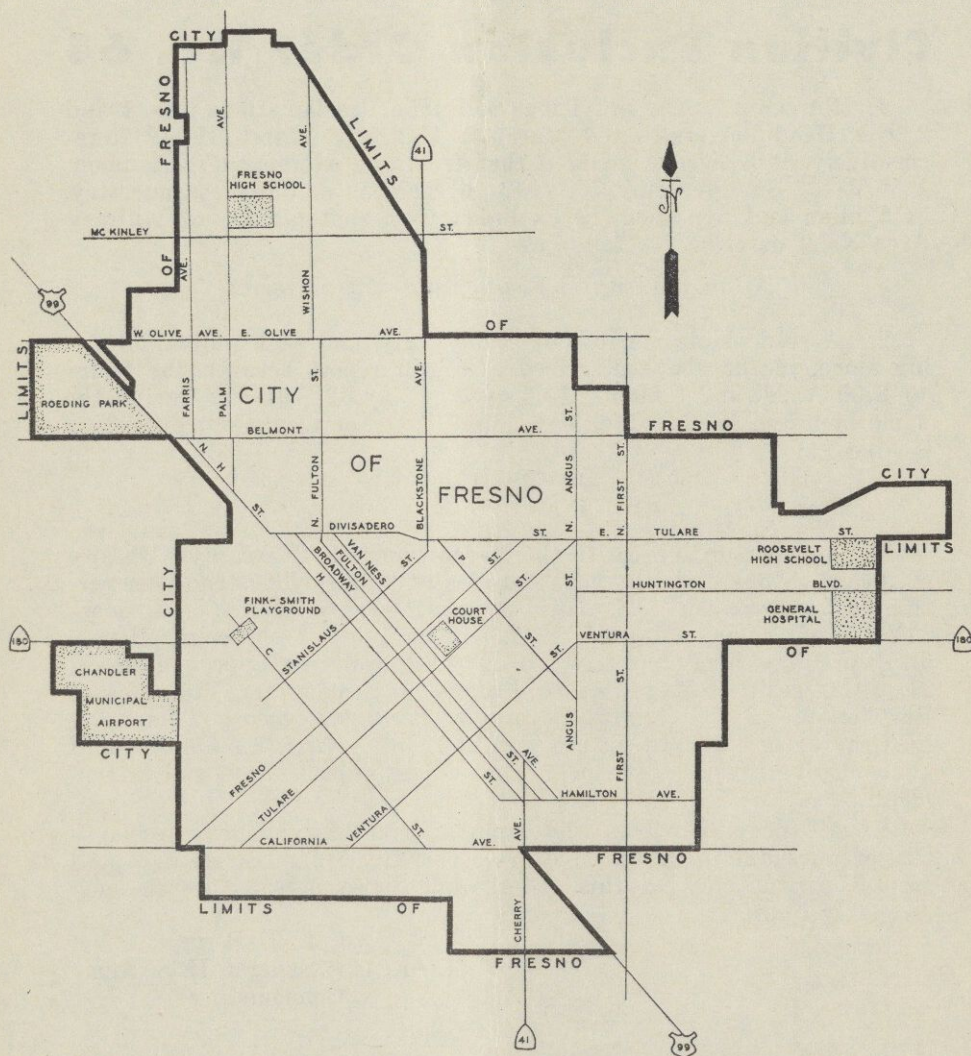 CITY
FRESNO
LIMITS
OF
AVE.
AVE.
41
FRESNO
HIGH SCHOOL
MC KINLEY
ST.
AVE.
WISHON
99
W. OLIVE AVE. E. OLIVE AVE.
OF
LIMITS
ROEDING PARK
FARRIS
PALM
CITY
ST.
AVE.
ST.
BELMONT AVE.
FRESNO
N. H ST.
N. FULTON
OF
BLACKSTONE
FRESNO
N. ANGUS
N. FIRST ST.
CITY
LIMITS
DIVISADERO ST.
E. TULARE ST.
ROOSEVELT
HIGH SCHOOL
HUNTINGTON BLVD.
GENERAL
HOSPITAL
VAN NESS
FULTON
BROADWAY
H
ST.
P
ST.
ST.
ST.
CITY
FINK-SMITH
PLAYGROUND
C
STANISLAUS
COURT
HOUSE
ST.
ST.
VENTURA ST.
180
180
OF
CHANDLER
MUNICIPAL
AIRPORT
CITY
ANGUS
ST.
FIRST
ST.
FRESNO
TULARE
VENTURA
ST.
AVE.
ST.
ST.
HAMILTON AVE.
CALIFORNIA AVE.
AVE.
FRESNO
LIMITS OF
CHERRY
FRESNO
41
99